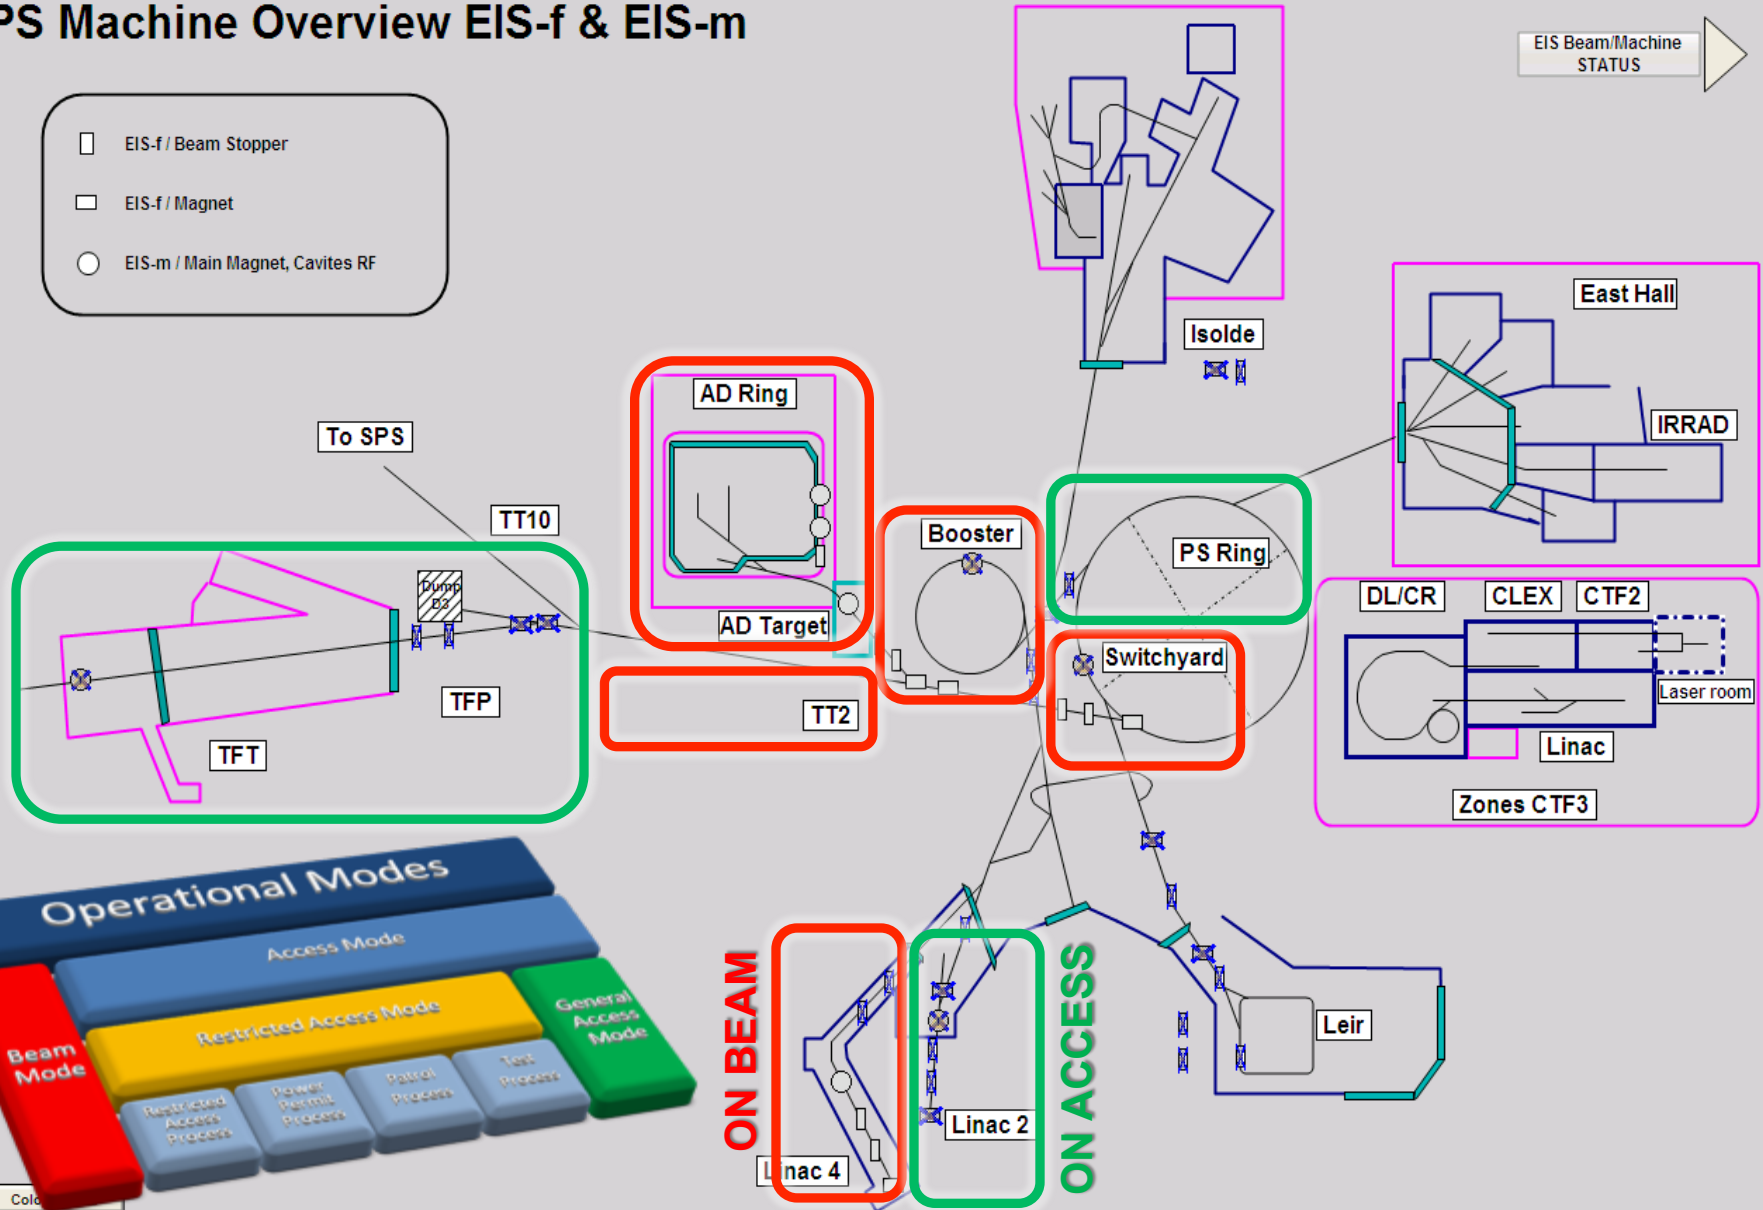 PS Machine Overview EIS-f & EIS-m
EIS Beam/Machine
STATUS
EIS-f / Beam Stopper
EIS-f / Magnet
EIS-m / Main Magnet, Cavites RF
East Hall
Isolde
AD Ring
IRRAD
To SPS
TT10
Booster
PS Ring
Dump
D3
DL/CR
CLEX
CTF2
AD Target
Switchyard
Laser room
TFP
TT2
TFT
Linac
Zones CTF3
Operational Modes
Access Mode
Restricted Access Mode
General
Access
Mode
Beam
Mode
Restricted
Access
Process
Power
Permit
Process
Patrol
Process
Test
Process
ON BEAM
ON ACCESS
Leir
Linac 2
Linac 4